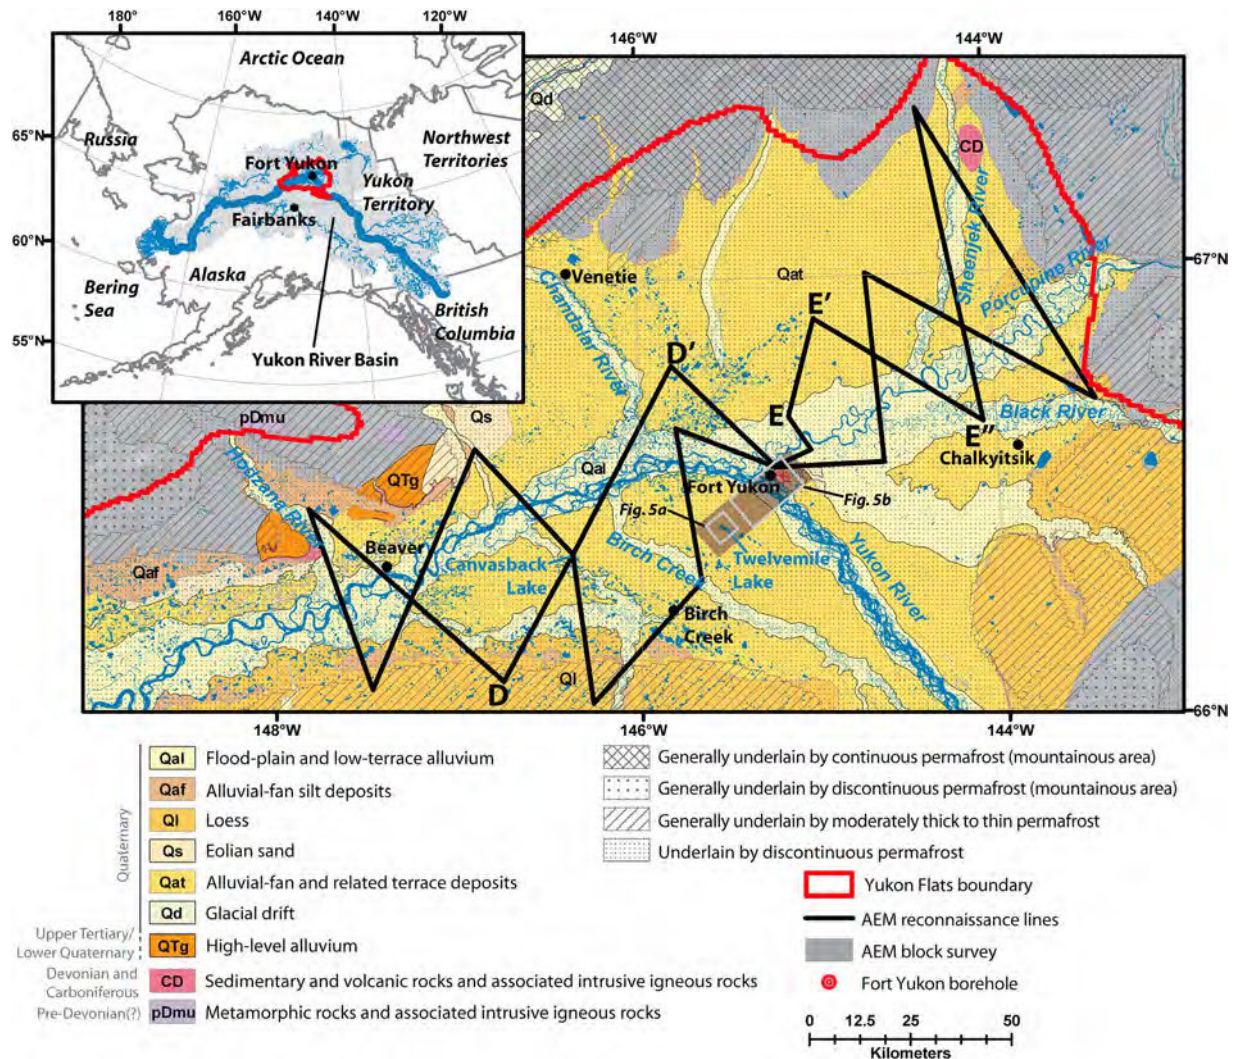 180°
160°W
140°W
120°W
146°W
144°W
Arctic Ocean
65°N
Russia
Northwest
Territories
Fort Yukon
Yukon
Territory
Fairbanks
60°N
Alaska
Bering
Sea
British
Columbia
55°N
Yukon River Basin
Qd
CD
Sheenjek River
Porcupine River
67°N
Venetie
Qat
Chandalar River
E'
D'
Black River
pDmu
Qs
E
E"
Chalkyitsik
Hodzana River
QTg
Qal
Fort Yukon
Fig. 5b
Fig. 5a
Beaver
Canvasback
Lake
Birch Creek
Twelvemile
Lake
Yukon River
Qaf
Birch
Creek
D
Ql
66°N
148°W
146°W
144°W
Quaternary
Qal Flood-plain and low-terrace alluvium
Qaf Alluvial-fan silt deposits
Ql Loess
Qs Eolian sand
Qat Alluvial-fan and related terrace deposits
Qd Glacial drift
Upper Tertiary/
Lower Quaternary
QTg High-level alluvium
Devonian and
Carboniferous
CD Sedimentary and volcanic rocks and associated intrusive igneous rocks
Pre-Devonian(?)
pDmu Metamorphic rocks and associated intrusive igneous rocks
Generally underlain by continuous permafrost (mountainous area)
Generally underlain by discontinuous permafrost (mountainous area)
Generally underlain by moderately thick to thin permafrost
Underlain by discontinuous permafrost
Yukon Flats boundary
AEM reconnaissance lines
AEM block survey
Fort Yukon borehole
0 12.5 25 50
Kilometers